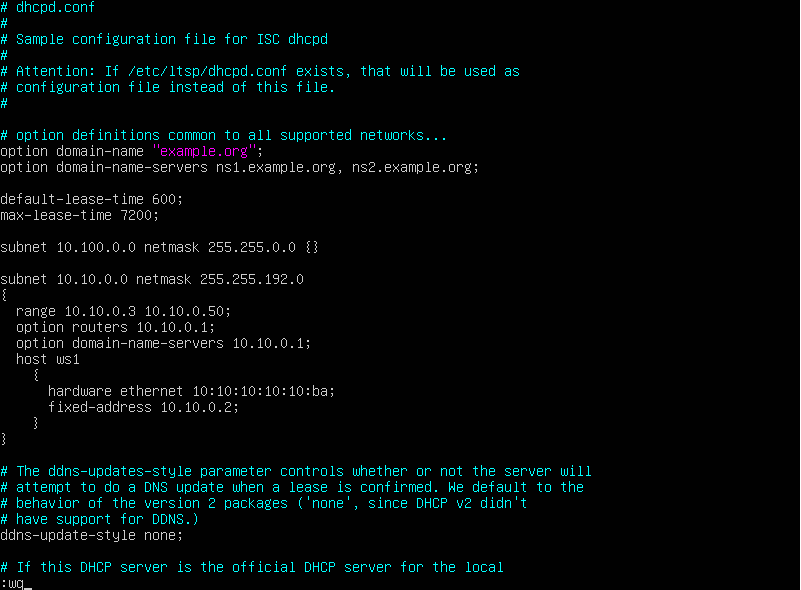 # dhcpd.conf
#
# Sample configuration file for ISC dhcpd
#
# Attention: If /etc/ltsp/dhcpd.conf exists, that will be used as
# configuration file instead of this file.
#
# option definitions common to all supported networks...
option domain-name "example.org";
option domain-name-servers ns1.example.org, ns2.example.org;
default-lease-time 600;
max-lease-time 7200;
subnet 10.100.0.0 netmask 255.255.0.0 {}
subnet 10.10.0.0 netmask 255.255.192.0
{
  range 10.10.0.3 10.10.0.50;
  option routers 10.10.0.1;
  option domain-name-servers 10.10.0.1;
  host ws1
    {
      hardware ethernet 10:10:10:10:10:ba;
      fixed-address 10.10.0.2;
    }
}
# The ddns-updates-style parameter controls whether or not the server will
# attempt to do a DNS update when a lease is confirmed. We default to the
# behavior of the version 2 packages ('none', since DHCP v2 didn't
# have support for DDNS.)
ddns-update-style none;
# If this DHCP server is the official DHCP server for the local
:wq_